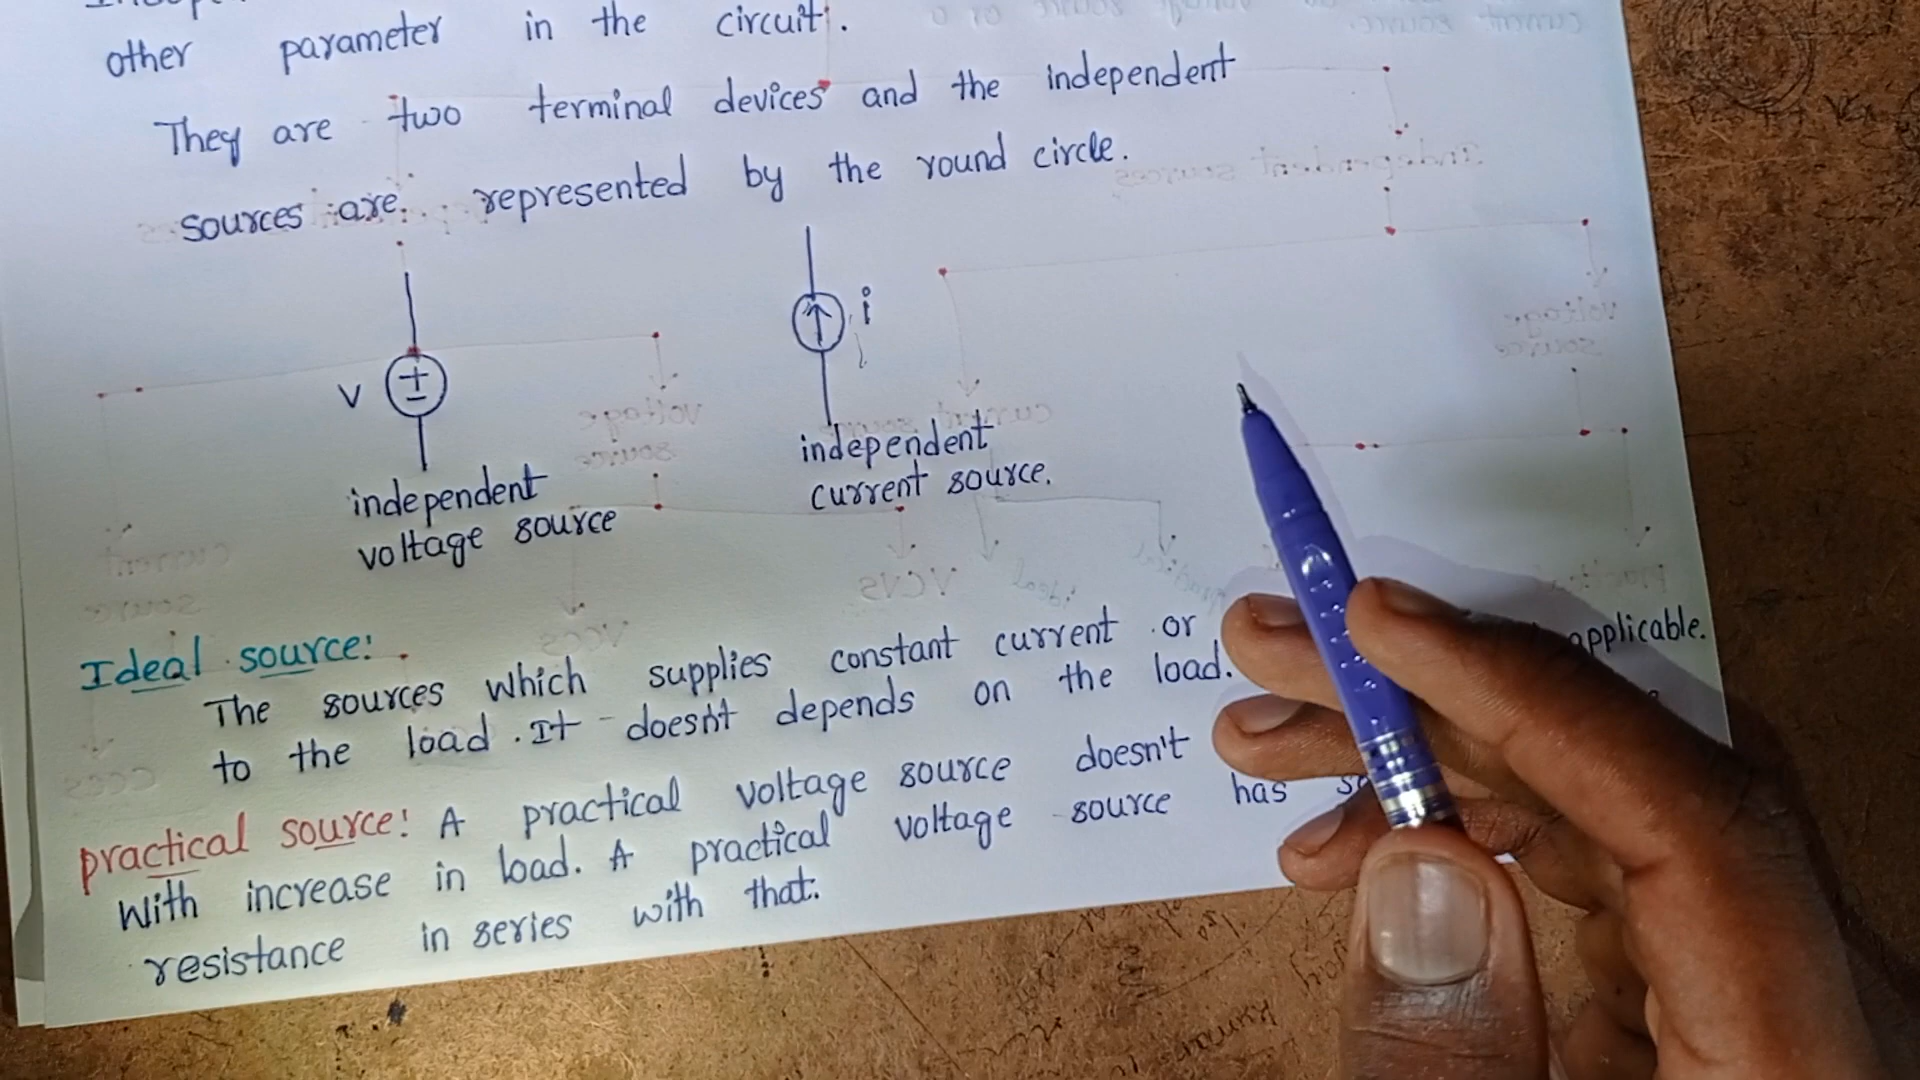 other parameter in the circuit.
They are two terminal devices and the independent
sources are represented by the round circle.
V
+
-
i
independent
voltage source
independent
current source.
Ideal source:
The sources which supplies constant current or applicable.
to the load. It doesn't depends on the load.
practical source: A practical voltage source doesn't
With increase in load. A practical voltage source has
resistance in series with that.